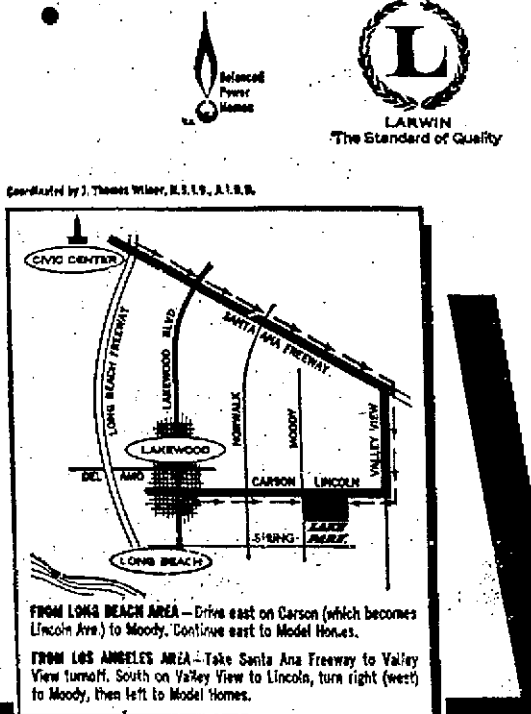 Balanced
Power
Homes
L
LARWIN
"The Standard of Quality
Coordinated by J. Thomas Wilner, N.S.I.D., A.I.B.D.
CIVIC CENTER
LONG BEACH FREEWAY
LAKEWOOD BLVD
SANTA ANA FREEWAY
NORWALK
MOODY
VALLEY VIEW
LAKEWOOD
DEL AMO
CARSON
LINCOLN
LAKE
PARK
SPRING
LONG BEACH
FROM LONG BEACH AREA — Drive east on Carson (which becomes
Lincoln Ave.) to Moody. Continue east to Model Homes.
FROM LOS ANGELES AREA — Take Santa Ana Freeway to Valley
View turnoff. South on Valley View to Lincoln, turn right (west)
to Moody, then left to Model Homes.